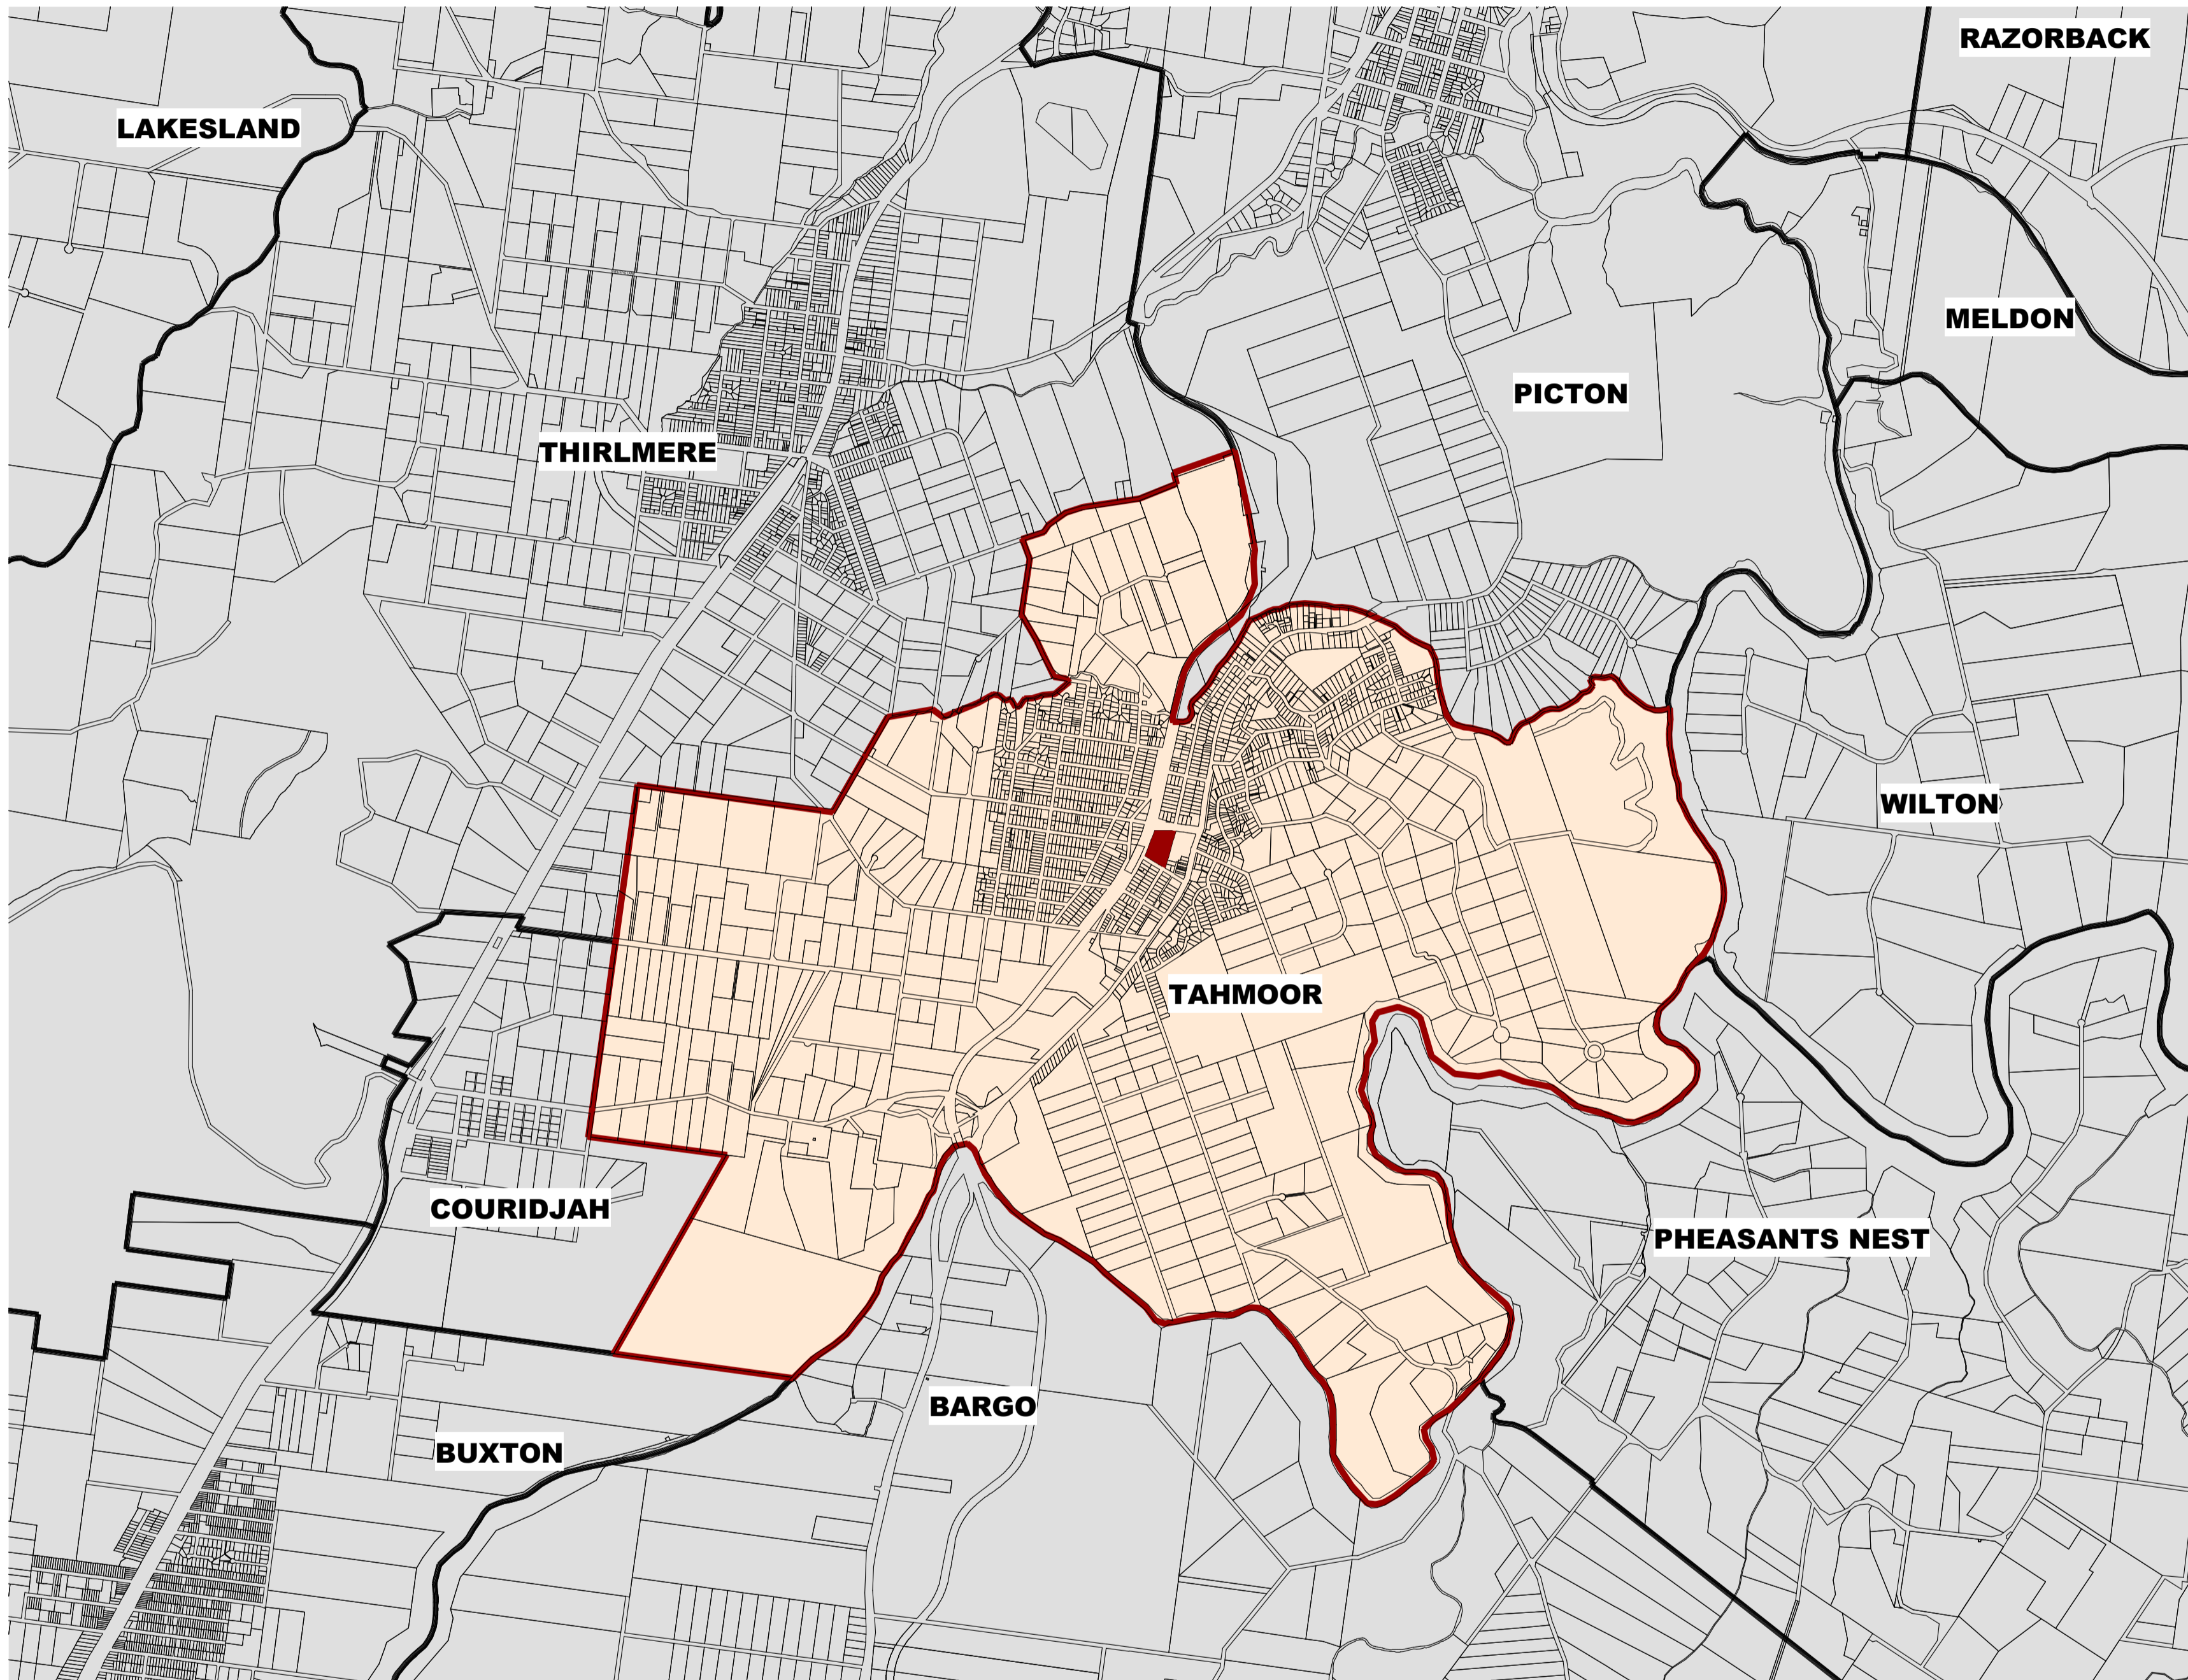 RAZORBACK
LAKESLAND
MELDON
PICTON
THIRLMERE
WILTON
TAHMOOR
COURIDJAH
PHEASANTS NEST
BARGO
BUXTON